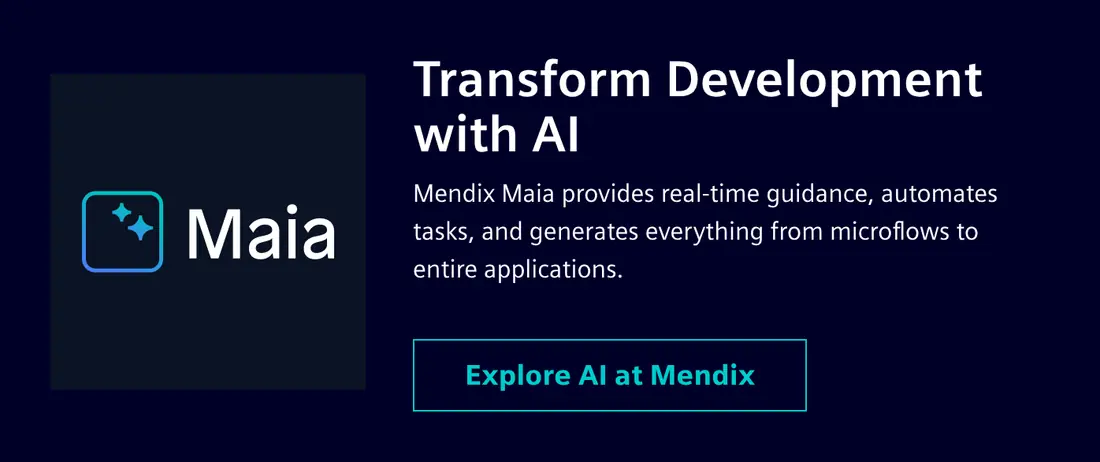 Maia
Transform Development
with AI
Mendix Maia provides real-time guidance, automates
tasks, and generates everything from microflows to
entire applications.
Explore AI at Mendix